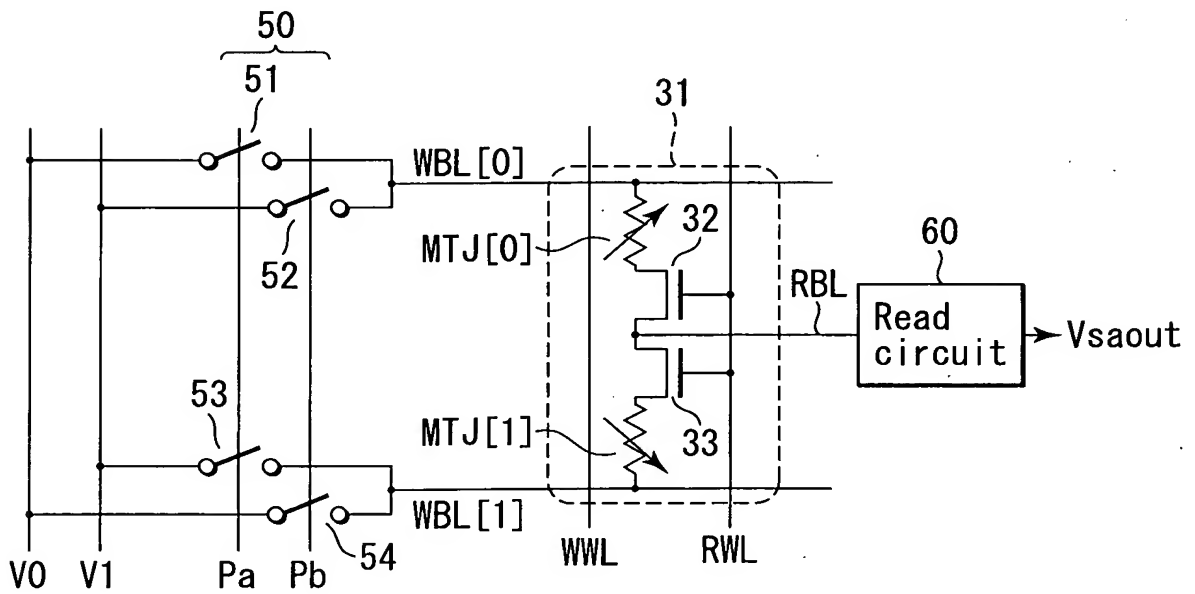 50
51
31
WBL[0]
32
MTJ[0]
52
60
RBL
Read
circuit
Vsaout
53
MTJ[1]
33
WBL[1]
54
WWL
RWL
V0
V1
Pa
Pb